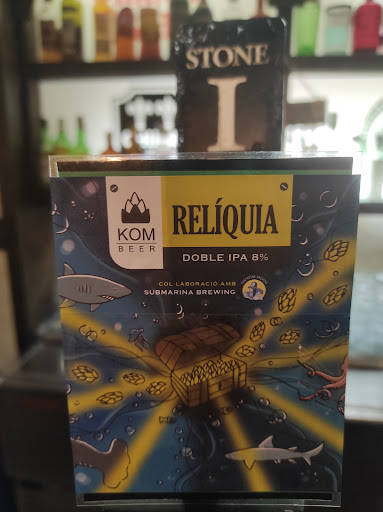 STONE
I
KOM
BEER
RELÍQUIA
DOBLE IPA 8%
COL·LABORACIÓ AMB
SUBMARINA BREWING